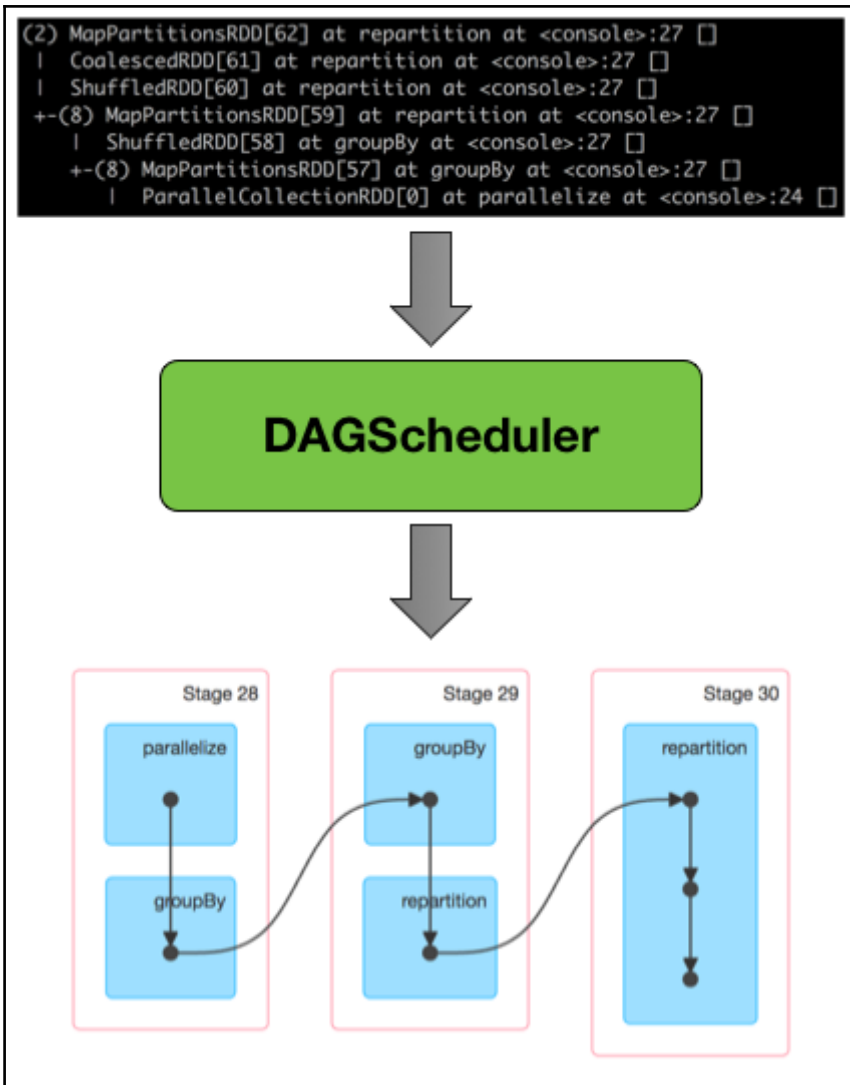 (2) MapPartitionsRDD[62] at repartition at <console>:27 []
| CoalescedRDD[61] at repartition at <console>:27 []
| ShuffledRDD[60] at repartition at <console>:27 []
+-(8) MapPartitionsRDD[59] at repartition at <console>:27 []
| ShuffledRDD[58] at groupBy at <console>:27 []
+-(8) MapPartitionsRDD[57] at groupBy at <console>:27 []
| ParallelCollectionRDD[0] at parallelize at <console>:24 []
DAGScheduler
Stage 28
parallelize
groupBy
Stage 29
groupBy
repartition
Stage 30
repartition